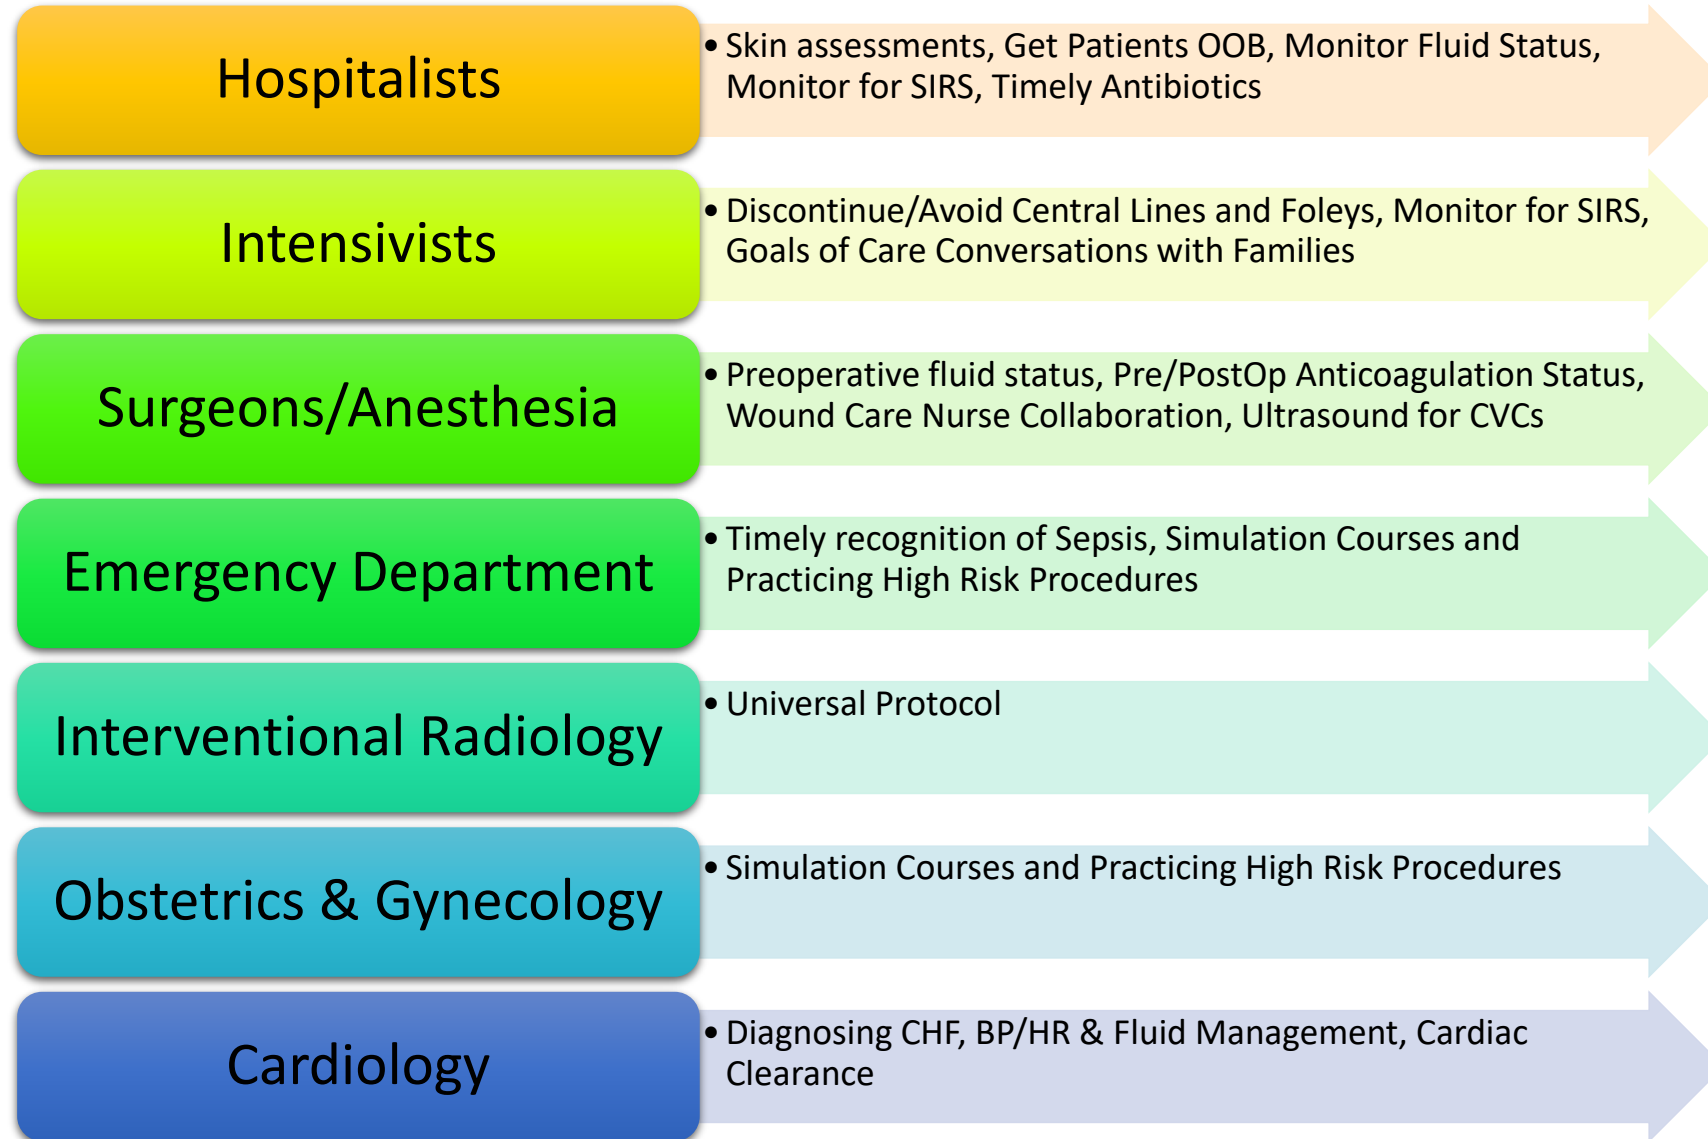 Hospitalists
• Skin assessments, Get Patients OOB, Monitor Fluid Status,
Monitor for SIRS, Timely Antibiotics
Intensivists
• Discontinue/Avoid Central Lines and Foleys, Monitor for SIRS,
Goals of Care Conversations with Families
Surgeons/Anesthesia
• Preoperative fluid status, Pre/PostOp Anticoagulation Status,
Wound Care Nurse Collaboration, Ultrasound for CVCs
Emergency Department
• Timely recognition of Sepsis, Simulation Courses and
Practicing High Risk Procedures
Interventional Radiology
• Universal Protocol
Obstetrics & Gynecology
• Simulation Courses and Practicing High Risk Procedures
Cardiology
• Diagnosing CHF, BP/HR & Fluid Management, Cardiac
Clearance